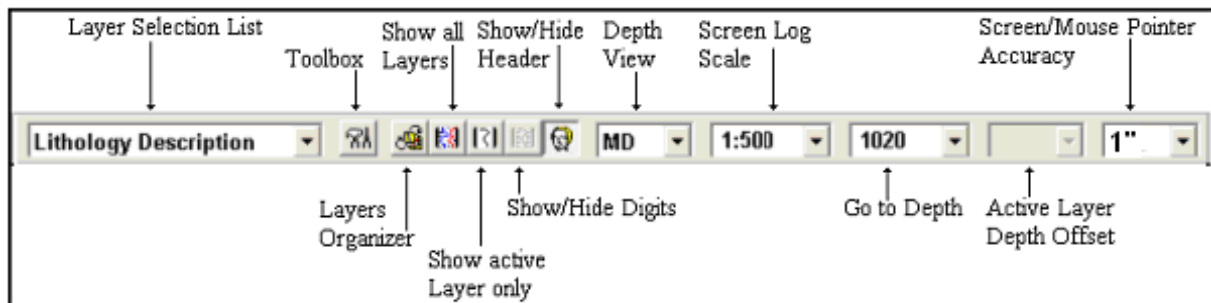 Layer Selection List
Toolbox
Show all
Layers
Show/Hide
Header
Depth
View
Screen Log
Scale
Screen/Mouse Pointer
Accuracy
Lithology Description
MD
1:500
1020
1"
Layers
Organizer
Show active
Layer only
Show/Hide Digits
Go to Depth
Active Layer
Depth Offset